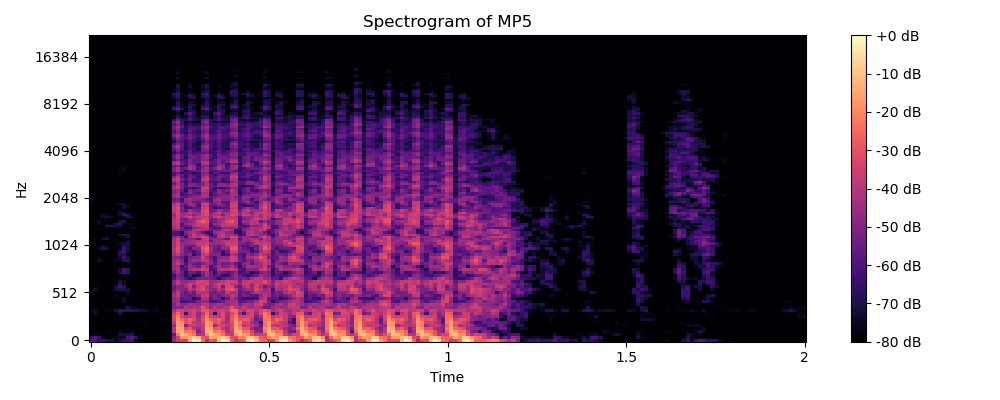 Spectrogram of MP5
16384
8192
4096
2048
1024
512
0
Hz
0
0.5
1
1.5
2
Time
+0 dB
-10 dB
-20 dB
-30 dB
-40 dB
-50 dB
-60 dB
-70 dB
-80 dB